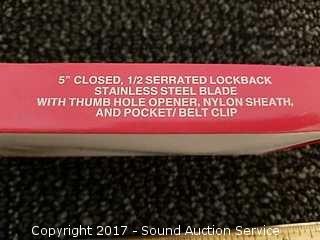 5" CLOSED, 1/2 SERRATED LOCKBACK
STAINLESS STEEL BLADE
WITH THUMB HOLE OPENER, NYLON SHEATH,
AND POCKET/ BELT CLIP
Copyright 2017 - Sound Auction Service